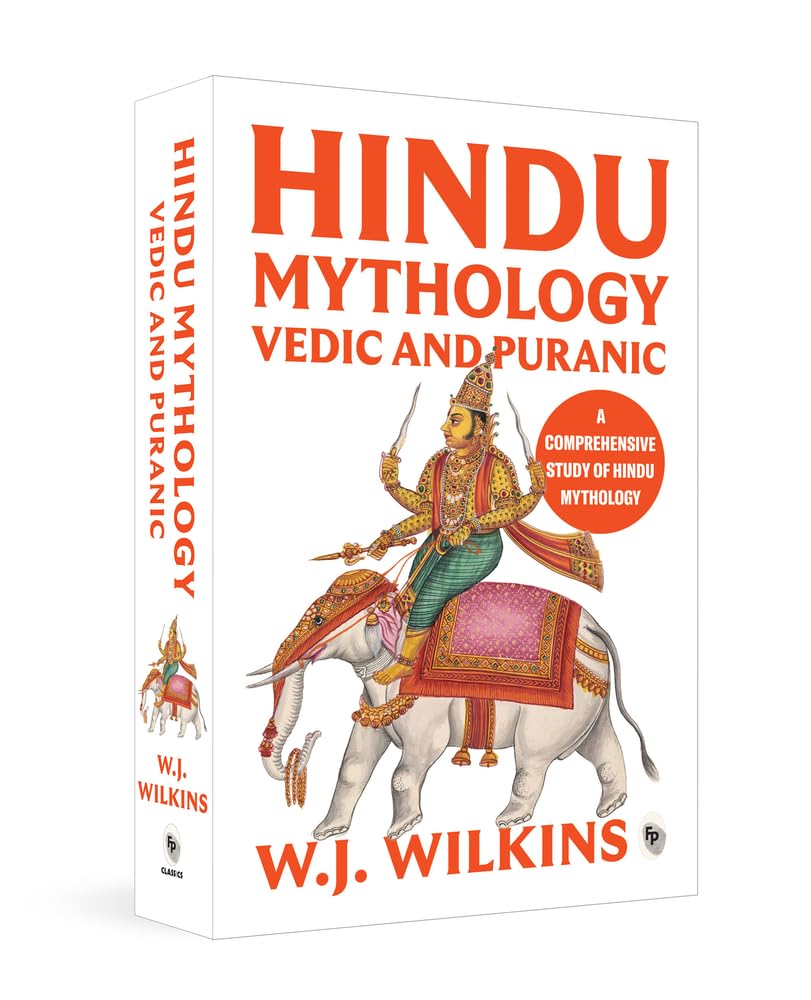 HINDU MYTHOLOGY
VEDIC AND PURANIC
W.J.
WILKINS
FP
CLASSICS
HINDU
MYTHOLOGY
VEDIC AND PURANIC
A
COMPREHENSIVE
STUDY OF HINDU
MYTHOLOGY
W.J. WILKINS
FP